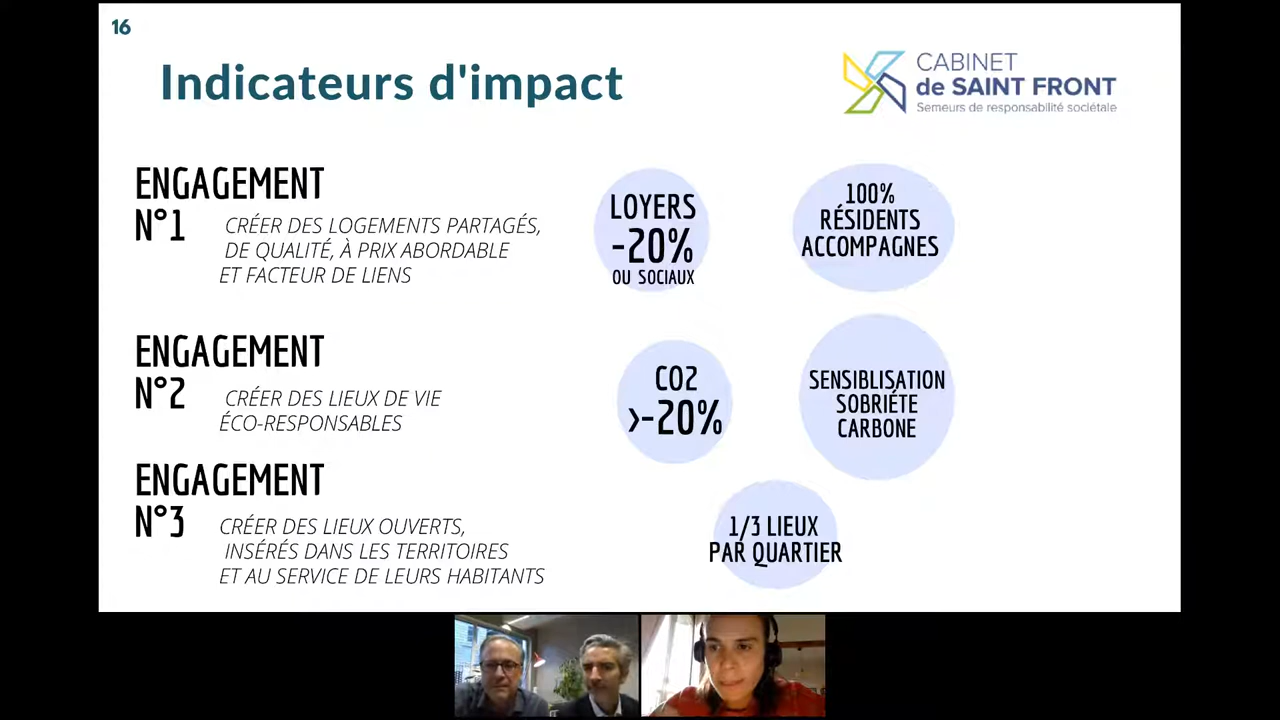 16
Indicateurs d'impact
CABINET
de SAINT FRONT
Semeurs de responsabilité sociétale
ENGAGEMENT
N°1 CRÉER DES LOGEMENTS PARTAGÉS,
DE QUALITÉ, À PRIX ABORDABLE
ET FACTEUR DE LIENS
LOYERS
-20%
OU SOCIAUX
100%
RÉSIDENTS
ACCOMPAGNES
ENGAGEMENT
N°2 CRÉER DES LIEUX DE VIE
ÉCO-RESPONSABLES
CO2
>-20%
SENSIBLISATION
SOBRIÉTE
CARBONE
ENGAGEMENT
N°3 CRÉER DES LIEUX OUVERTS,
INSÉRÉS DANS LES TERRITOIRES
ET AU SERVICE DE LEURS HABITANTS
1/3 LIEUX
PAR QUARTIER